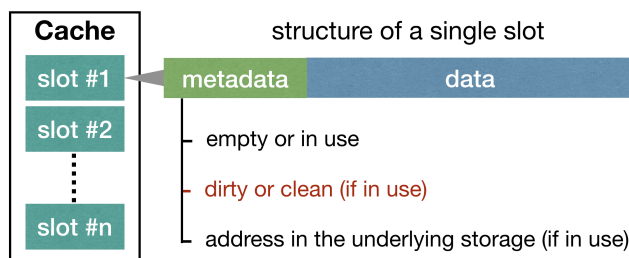 Cache
structure of a single slot
slot #1
metadata
data
slot #2
empty or in use
dirty or clean (if in use)
slot #n
address in the underlying storage (if in use)